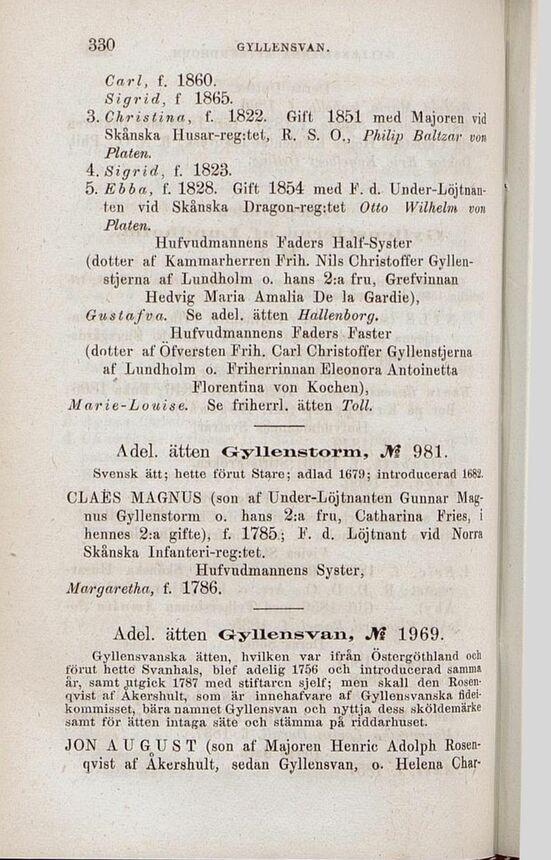 330
GYLLENSVAN.
Carl, f. 1860.
Sigrid, f 1865.
3. Christina, f. 1822. Gift 1851 med Majoren vid
Skånska Husar-reg:tet, R. S. O., Philip Baltzar von
Platen.
4. Sigrid, f. 1823.
5. Ebba, f. 1828. Gift 1854 med F. d. Under-Löjtnan-
ten vid Skånska Dragon-reg:tet Otto Wilhelm von
Platen.
Hufvudmannens Faders Half-Syster
(dotter af Kammarherren Frih. Nils Christoffer Gyllen-
stjerna af Lundholm o. hans 2:a fru, Grefvinnan
Hedvig Maria Amalia De la Gardie),
Gustafva. Se adel. ätten Hallenborg.
Hufvudmannens Faders Faster
(dotter af Öfversten Frih. Carl Christoffer Gyllenstjerna
af Lundholm o. Friherrinnan Eleonora Antoinetta
Florentina von Kochen),
Marie-Louise. Se friherrl. ätten Toll.
Adel. ätten Gyllenstorm, № 981.
Svensk ätt; hette förut Stare; adlad 1679; introducerad 1682.
CLAËS MAGNUS (son af Under-Löjtnanten Gunnar Mag-
nus Gyllenstorm o. hans 2:a fru, Catharina Fries, i
hennes 2:a gifte), f. 1785; F. d. Löjtnant vid Norra
Skånska Infanteri-reg:tet.
Hufvudmannens Syster,
Margaretha, f. 1786.
Adel. ätten Gyllensvan, № 1969.
Gyllensvanska ätten, hvilken var ifrån Östergöthland och
förut hette Svanhals, blef adelig 1756 och introducerad samma
år, samt utgick 1787 med stiftaren sjelf; men skall den Rosen-
qvist af Åkershult, som är innehafvare af Gyllensvanska fidei-
kommisset, bära namnet Gyllensvan och nyttja dess sköldemärke
samt för ätten intaga säte och stämma på riddarhuset.
JON AUGUST (son af Majoren Henric Adolph Rosen-
qvist af Åkershult, sedan Gyllensvan, o. Helena Char-